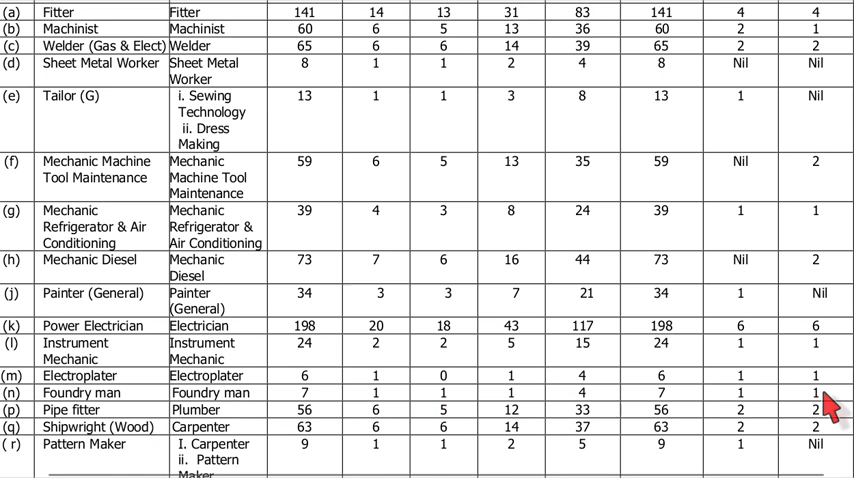 (a) Fitter Fitter 141 14 13 31 83 141 4 4
(b) Machinist Machinist 60 6 5 13 36 60 2 1
(c) Welder (Gas & Elect) Welder 65 6 6 14 39 65 2 2
(d) Sheet Metal Worker Sheet Metal 8 1 1 2 4 8 Nil Nil
Worker
(e) Tailor (G) i. Sewing 13 1 1 3 8 13 1 Nil
Technology
ii. Dress
Making
(f) Mechanic Machine Mechanic 59 6 5 13 35 59 Nil 2
Tool Maintenance Machine Tool
Maintenance
(g) Mechanic Mechanic 39 4 3 8 24 39 1 1
Refrigerator & Air Refrigerator &
Conditioning Air Conditioning
(h) Mechanic Diesel Mechanic 73 7 6 16 44 73 Nil 2
Diesel
(j) Painter (General) Painter 34 3 3 7 21 34 1 Nil
(General)
(k) Power Electrician Electrician 198 20 18 43 117 198 6 6
(l) Instrument Instrument 24 2 2 5 15 24 1 1
Mechanic Mechanic
(m) Electroplater Electroplater 6 1 0 1 4 6 1 1
(n) Foundry man Foundry man 7 1 1 1 4 7 1 1
(p) Pipe fitter Plumber 56 6 5 12 33 56 2 2
(q) Shipwright (Wood) Carpenter 63 6 6 14 37 63 2 2
( r) Pattern Maker I. Carpenter 9 1 1 2 5 9 1 Nil
ii. Pattern
Maker